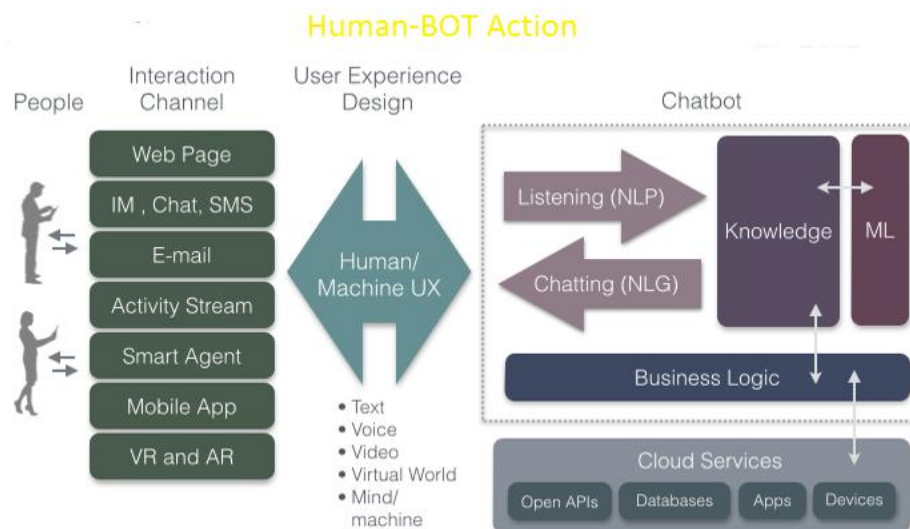 Human-BOT Action
People
Interaction
Channel
Web Page
IM , Chat, SMS
E-mail
Activity Stream
Smart Agent
Mobile App
VR and AR
User Experience
Design
Human/
Machine UX
• Text
• Voice
• Video
• Virtual World
• Mind/
machine
Chatbot
Listening (NLP)
Chatting (NLG)
Knowledge
ML
Business Logic
Cloud Services
Open APIs
Databases
Apps
Devices